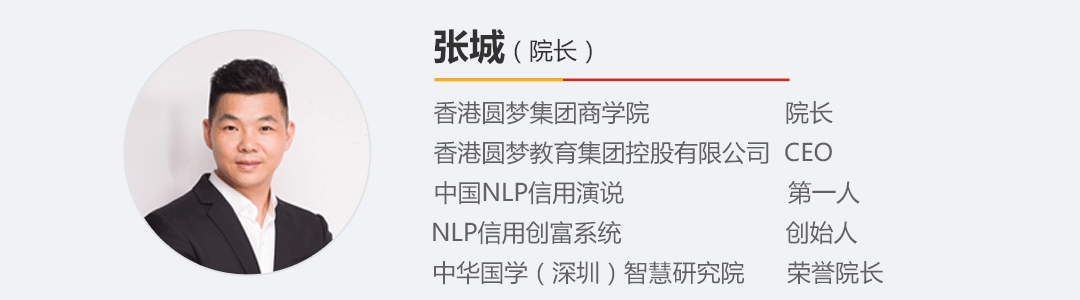 张城（院长）
香港圆梦集团商学院 院长
香港圆梦教育集团控股有限公司 CEO
中国NLP信用演说 第一人
NLP信用创富系统 创始人
中华国学（深圳）智慧研究院 荣誉院长